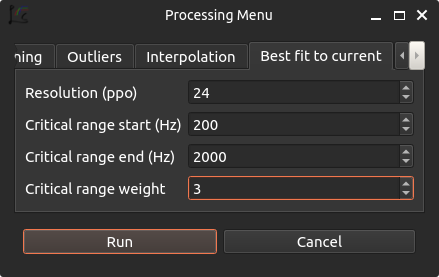 Processing Menu
ning Outliers Interpolation Best fit to current
Resolution (ppo) 24
Critical range start (Hz) 200
Critical range end (Hz) 2000
Critical range weight 3
Run Cancel